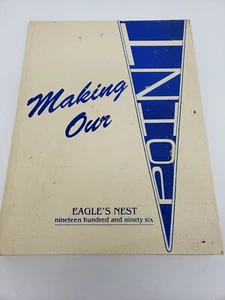 Making
Our
POINT
EAGLE'S NEST
nineteen hundred and ninety six